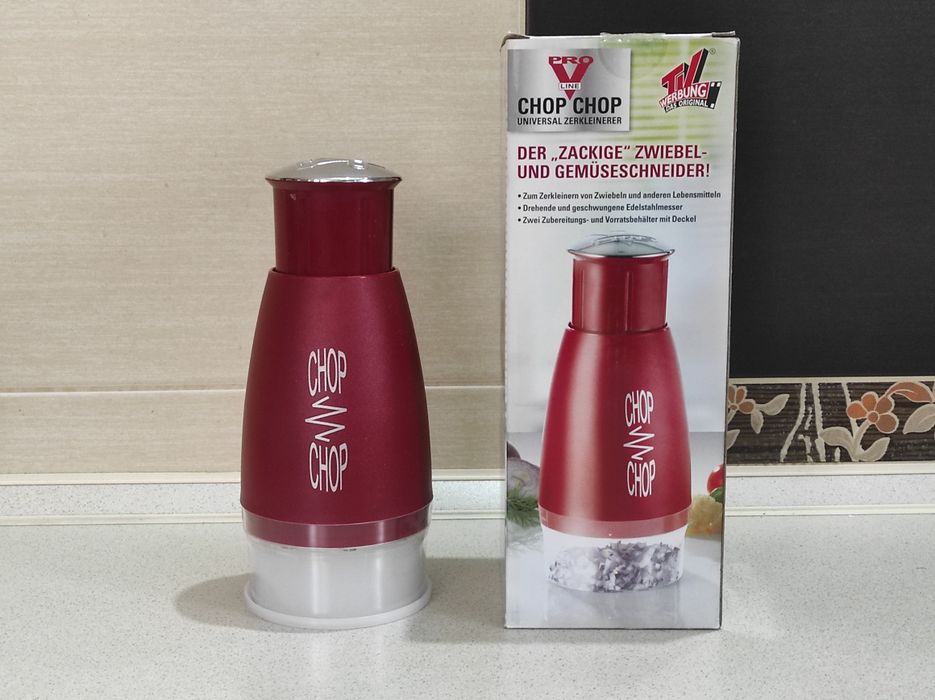 CHOP
CHOP
PRO
V
LINE
CHOP CHOP
UNIVERSAL ZERKLEINERER
TV
WERBUNG
DAS ORIGINAL
®
DER „ZACKIGE“ ZWIEBEL-
UND GEMÜSESCHNEIDER!
• Zum Zerkleinern von Zwiebeln und anderen Lebensmitteln
• Drehende und geschwungene Edelstahlmesser
• Zwei Zubereitungs- und Vorratsbehälter mit Deckel
CHOP
CHOP